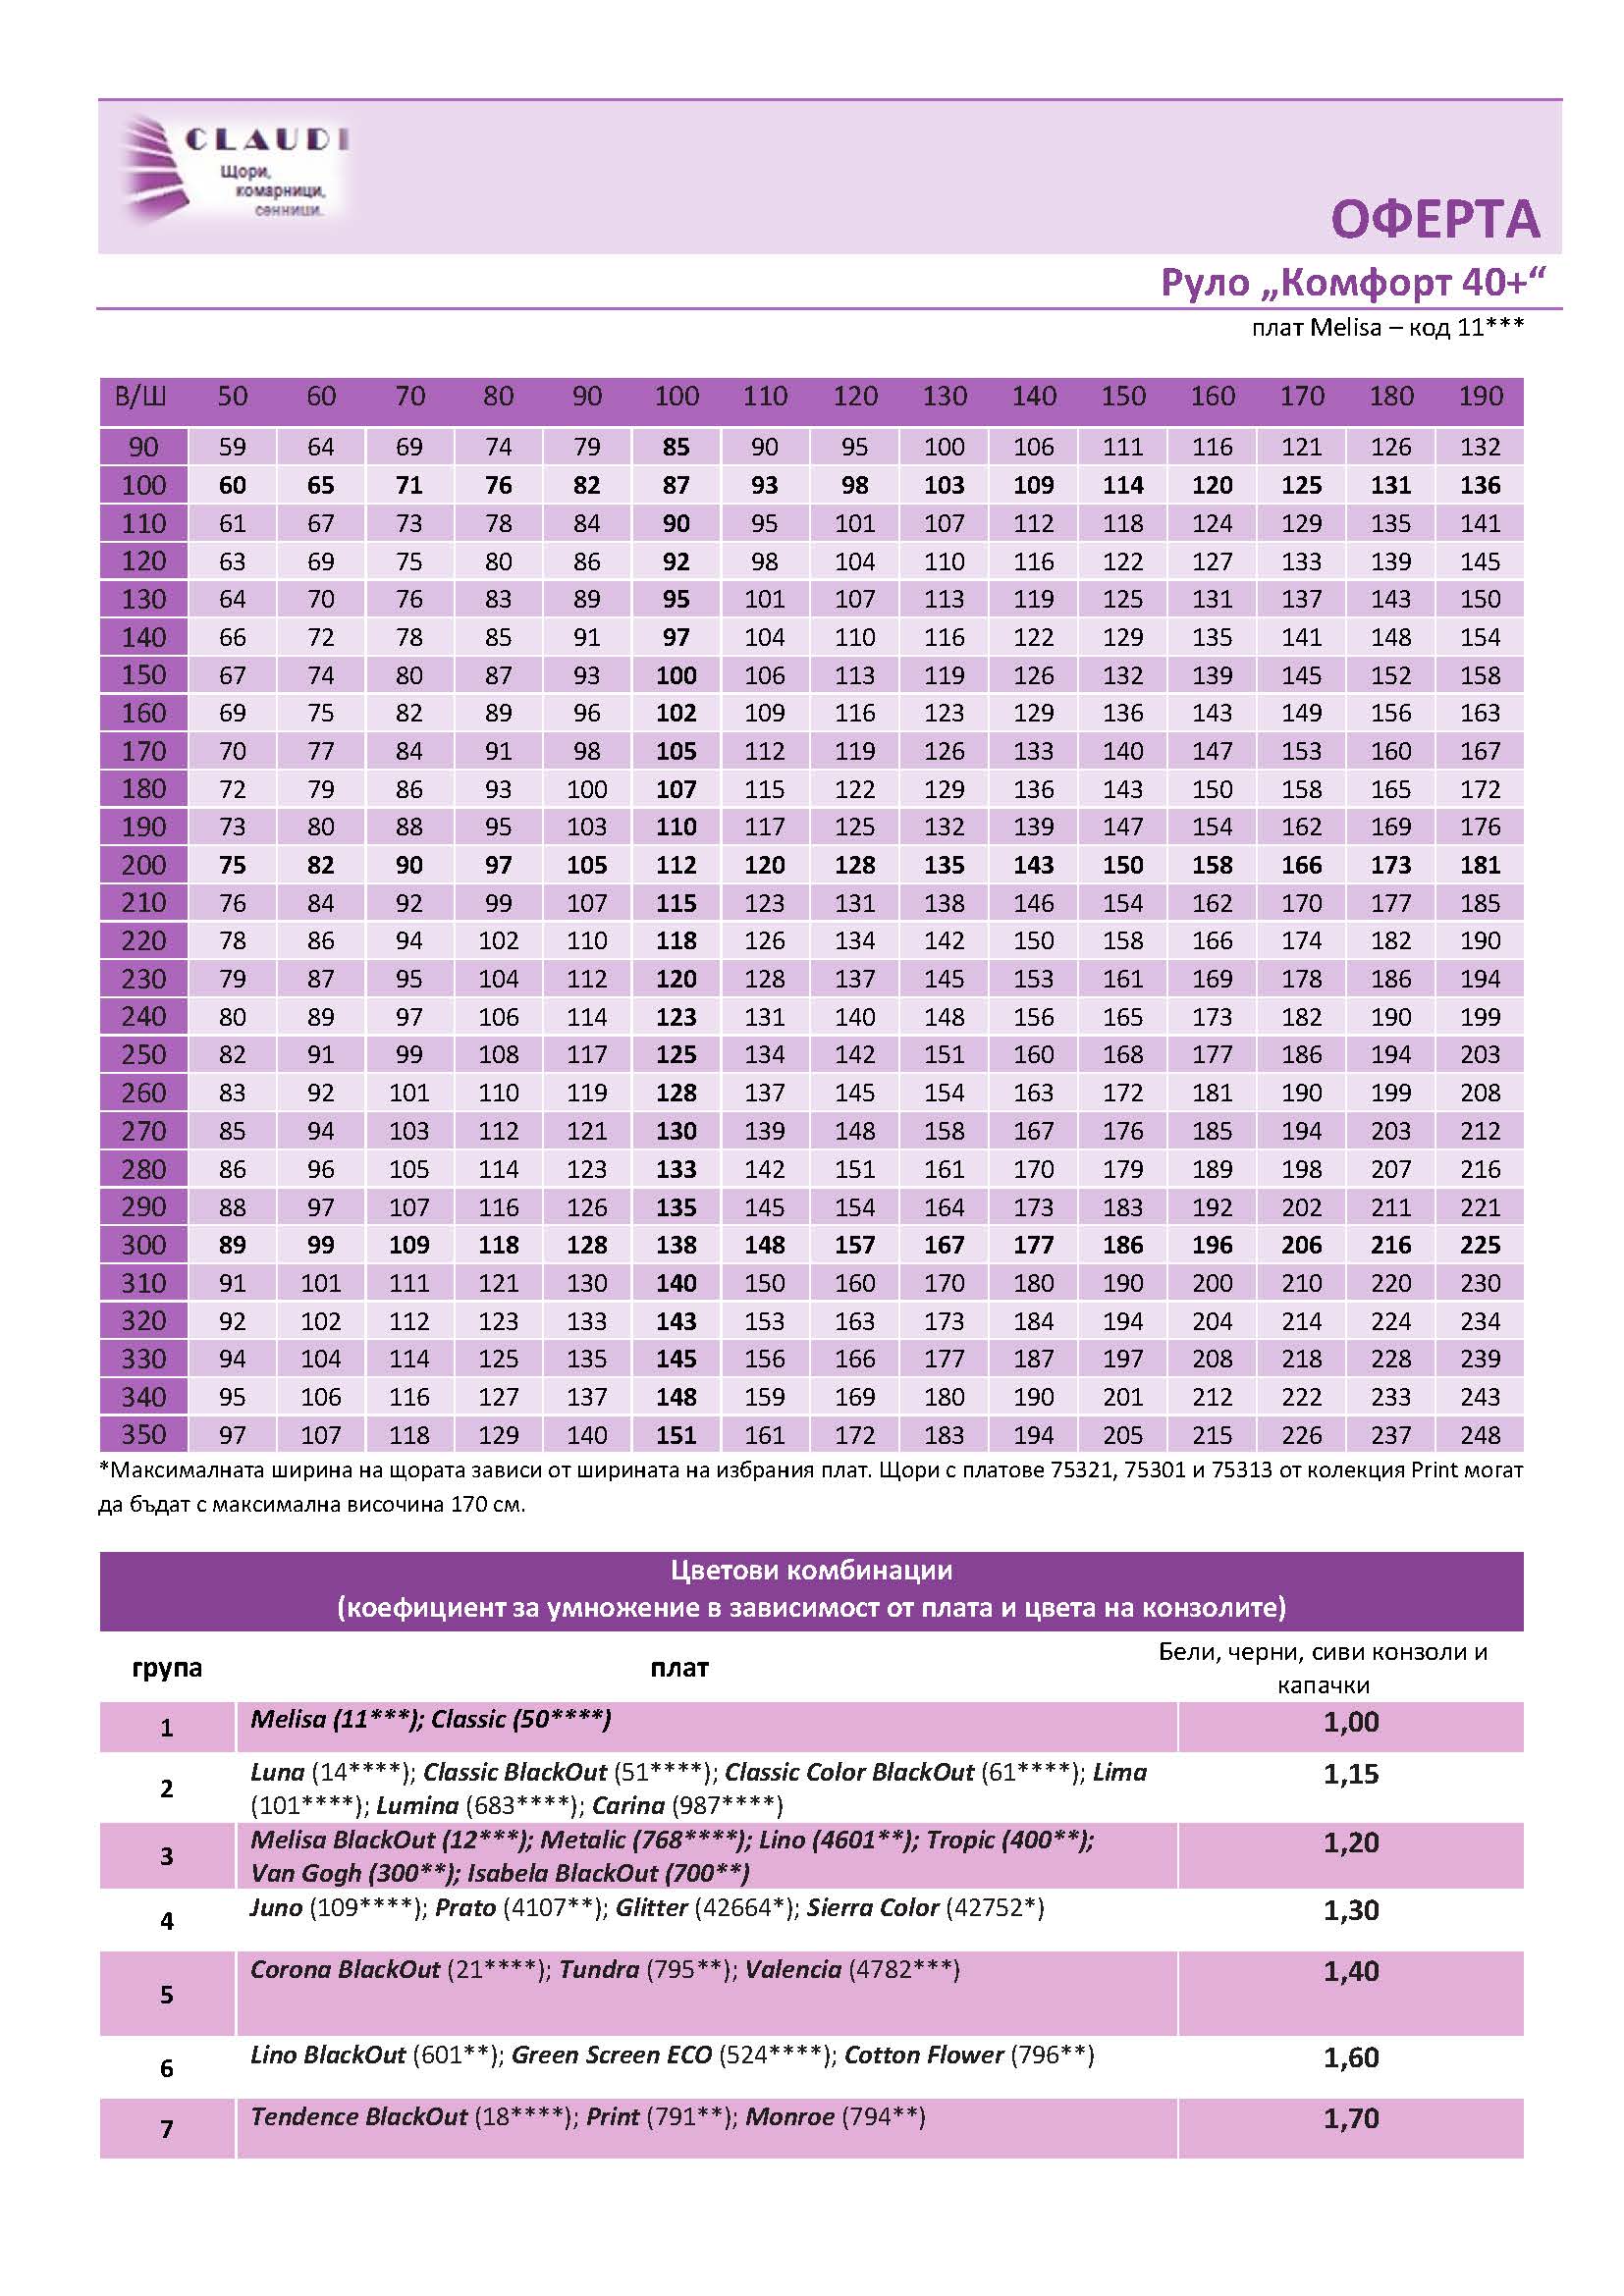 CLAUDI
Щори,
комарници,
сенници.
ОФЕРТА
Руло „Комфорт 40+“
плат Melisa – код 11***
В/Ш 50 60 70 80 90 100 110 120 130 140 150 160 170 180 190
90 59 64 69 74 79 85 90 95 100 106 111 116 121 126 132
100 60 65 71 76 82 87 93 98 103 109 114 120 125 131 136
110 61 67 73 78 84 90 95 101 107 112 118 124 129 135 141
120 63 69 75 80 86 92 98 104 110 116 122 127 133 139 145
130 64 70 76 83 89 95 101 107 113 119 125 131 137 143 150
140 66 72 78 85 91 97 104 110 116 122 129 135 141 148 154
150 67 74 80 87 93 100 106 113 119 126 132 139 145 152 158
160 69 75 82 89 96 102 109 116 123 129 136 143 149 156 163
170 70 77 84 91 98 105 112 119 126 133 140 147 153 160 167
180 72 79 86 93 100 107 115 122 129 136 143 150 158 165 172
190 73 80 88 95 103 110 117 125 132 139 147 154 162 169 176
200 75 82 90 97 105 112 120 128 135 143 150 158 166 173 181
210 76 84 92 99 107 115 123 131 138 146 154 162 170 177 185
220 78 86 94 102 110 118 126 134 142 150 158 166 174 182 190
230 79 87 95 104 112 120 128 137 145 153 161 169 178 186 194
240 80 89 97 106 114 123 131 140 148 156 165 173 182 190 199
250 82 91 99 108 117 125 134 142 151 160 168 177 186 194 203
260 83 92 101 110 119 128 137 145 154 163 172 181 190 199 208
270 85 94 103 112 121 130 139 148 158 167 176 185 194 203 212
280 86 96 105 114 123 133 142 151 161 170 179 189 198 207 216
290 88 97 107 116 126 135 145 154 164 173 183 192 202 211 221
300 89 99 109 118 128 138 148 157 167 177 186 196 206 216 225
310 91 101 111 121 130 140 150 160 170 180 190 200 210 220 230
320 92 102 112 123 133 143 153 163 173 184 194 204 214 224 234
330 94 104 114 125 135 145 156 166 177 187 197 208 218 228 239
340 95 106 116 127 137 148 159 169 180 190 201 212 222 233 243
350 97 107 118 129 140 151 161 172 183 194 205 215 226 237 248
*Максималната ширина на щората зависи от ширината на избрания плат. Щори с платове 75321, 75301 и 75313 от колекция Print могат
да бъдат с максимална височина 170 см.
Цветови комбинации
(коефициент за умножение в зависимост от плата и цвета на конзолите)
група плат Бели, черни, сиви конзоли и
капачки
1 Melisa (11***); Classic (50****) 1,00
2 Luna (14****); Classic BlackOut (51****); Classic Color BlackOut (61****); Lima 1,15
(101****); Lumina (683****); Carina (987****)
3 Melisa BlackOut (12***); Metalic (768****); Lino (4601**); Tropic (400**); 1,20
Van Gogh (300**); Isabela BlackOut (700**)
4 Juno (109****); Prato (4107**); Glitter (42664*); Sierra Color (42752*) 1,30
5 Corona BlackOut (21****); Tundra (795**); Valencia (4782***) 1,40
6 Lino BlackOut (601**); Green Screen ECO (524****); Cotton Flower (796**) 1,60
7 Tendence BlackOut (18****); Print (791**); Monroe (794**) 1,70